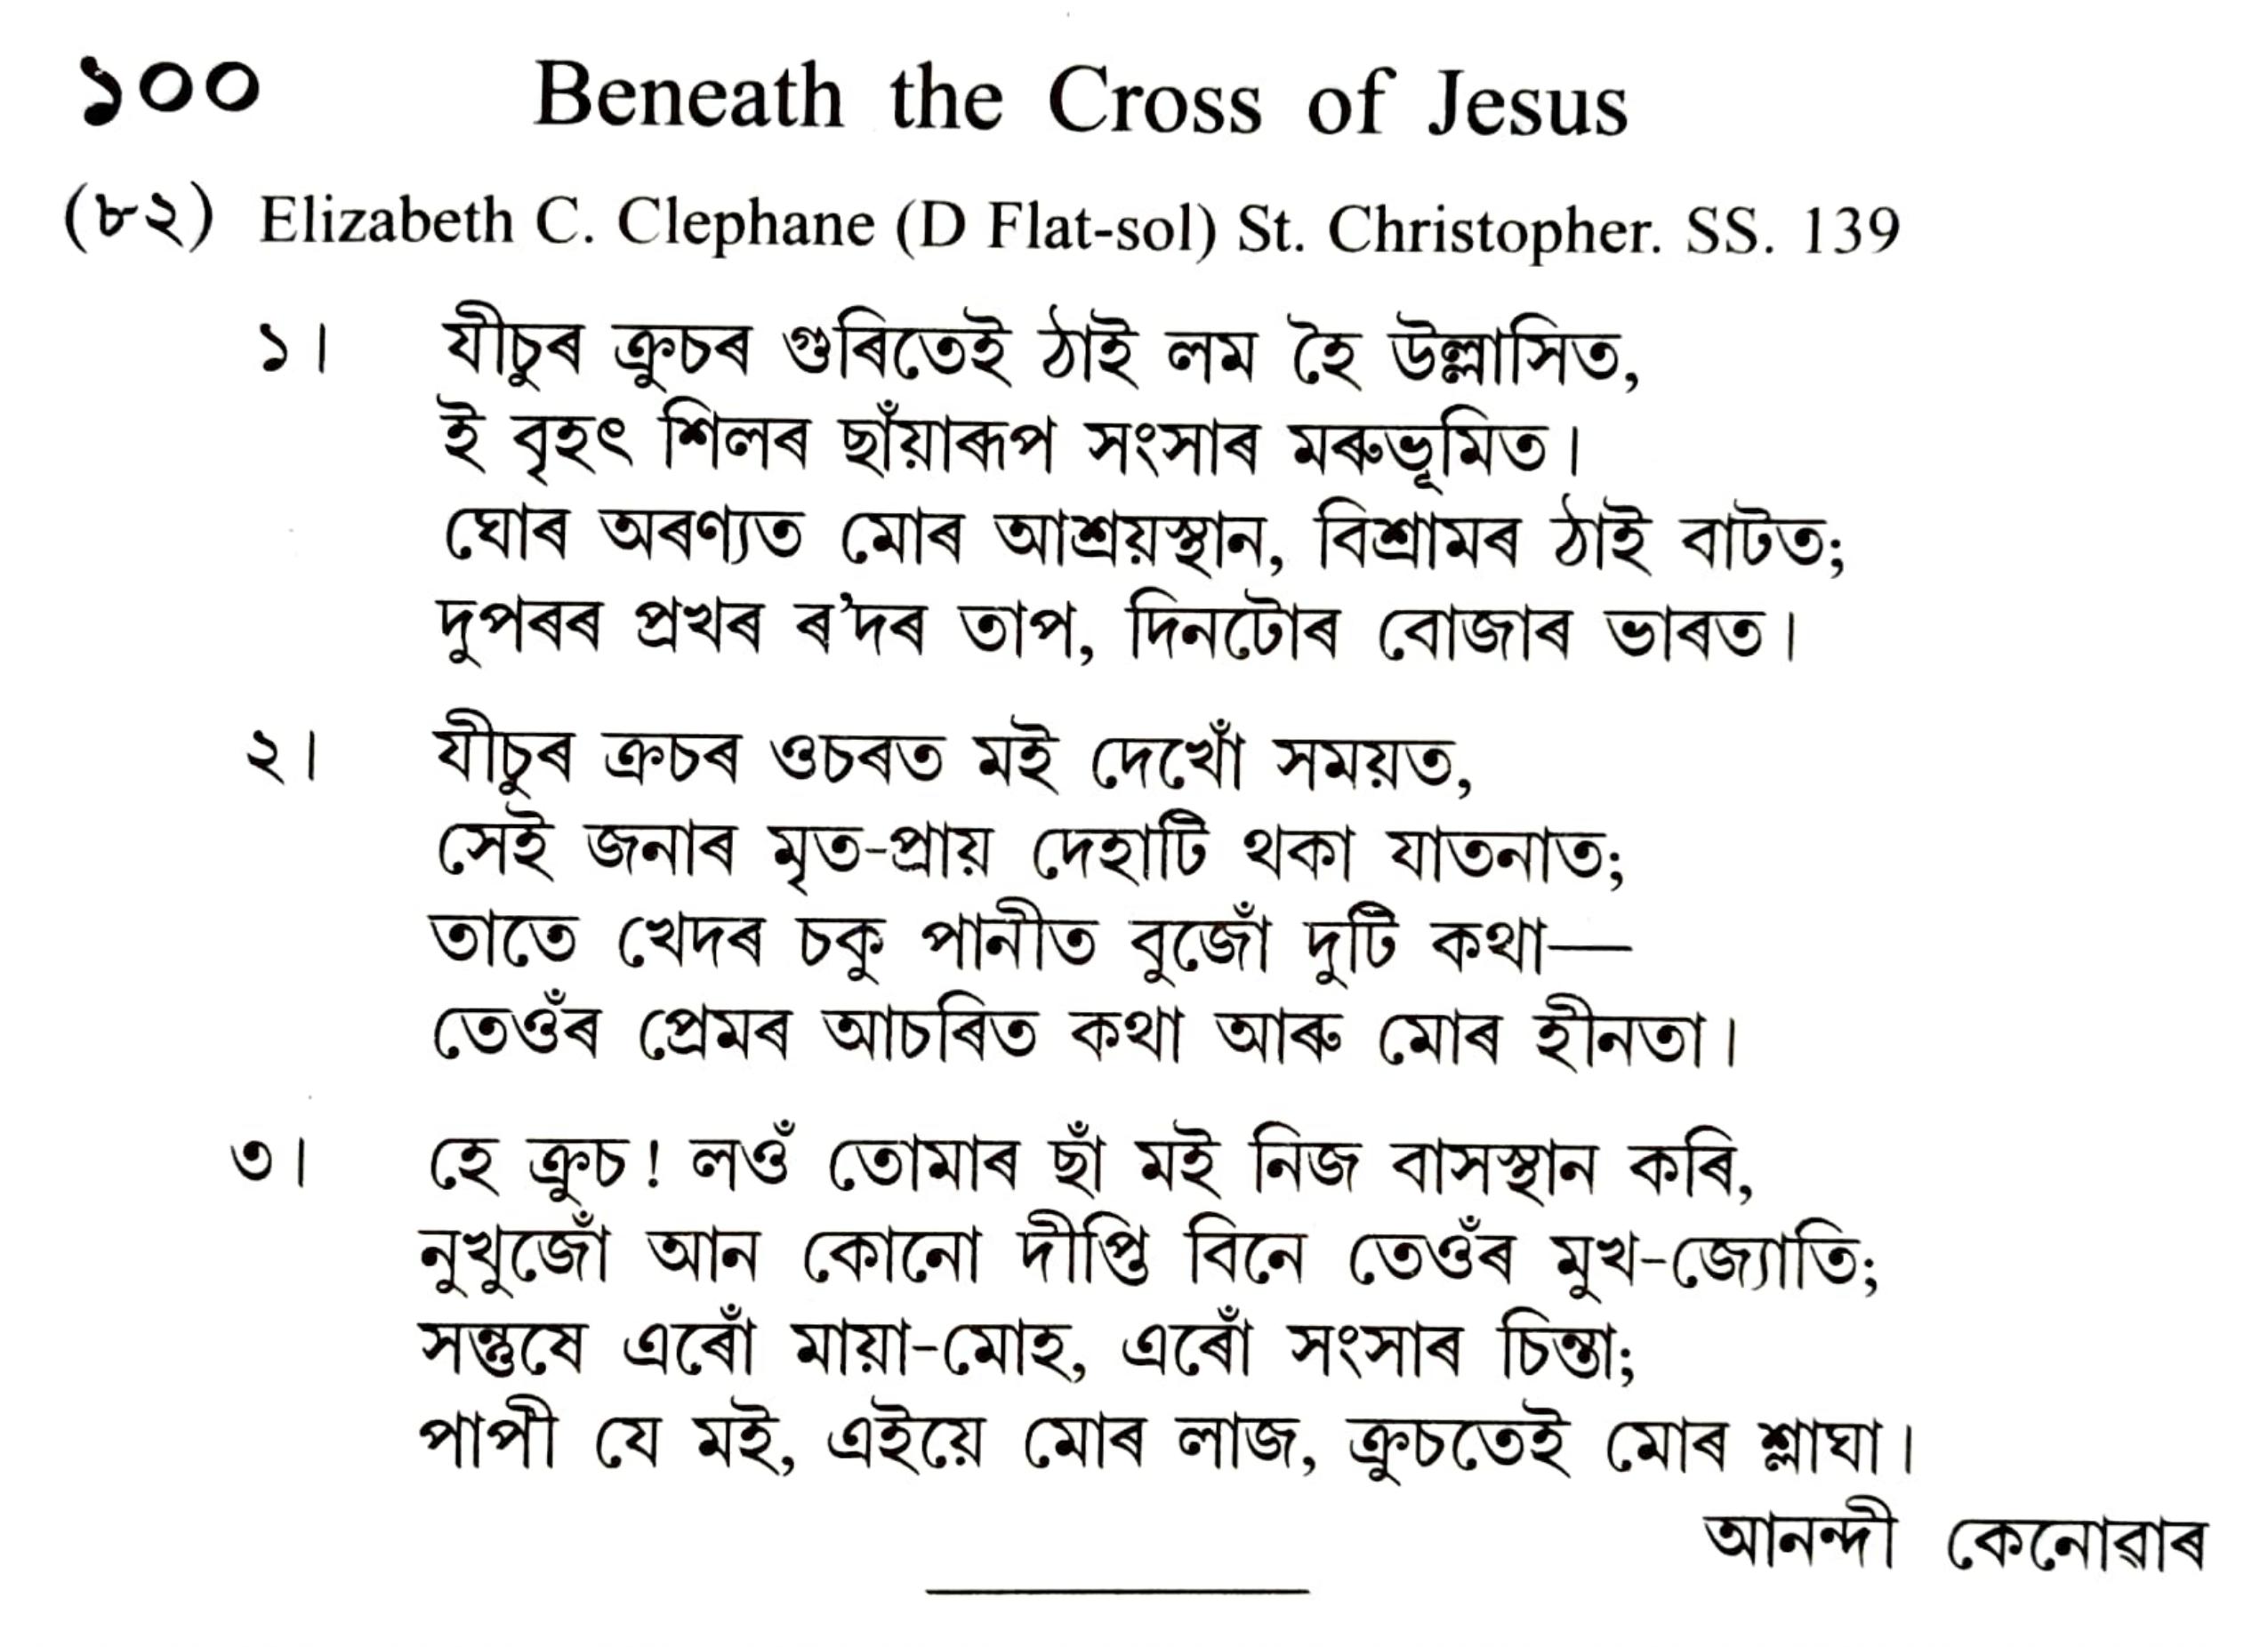 ১০০ Beneath the Cross of Jesus
(৮২) Elizabeth C. Clephane (D Flat-sol) St. Christopher. SS. 139
১। যীচুৰ ক্ৰুচৰ গুৰিতেই ঠাই লম হৈ উল্লাসিত,
ই বৃহৎ শিলৰ ছাঁয়াৰূপ সংসাৰ মৰুভূমিত।
ঘোৰ অৰণ্যত মোৰ আশ্ৰয়স্থান, বিশ্ৰামৰ ঠাই বাটত;
দুপৰৰ প্ৰখৰ ৰ’দৰ তাপ, দিনটোৰ বোজাৰ ভাৰত।
২। যীচুৰ ক্ৰচৰ ওচৰত মই দেখোঁ সময়ত,
সেই জনাৰ মৃত-প্ৰায় দেহাটি থকা যাতনাত;
তাতে খেদৰ চকু পানীত বুজোঁ দুটি কথা—
তেওঁৰ প্ৰেমৰ আচৰিত কথা আৰু মোৰ হীনতা।
৩। হে ক্ৰুচ! লওঁ তোমাৰ ছাঁ মই নিজ বাসস্থান কৰি,
নুখুজোঁ আন কোনো দীপ্তি বিনে তেওঁৰ মুখ-জ্যোতি;
সন্তুষে এৰোঁ মায়া-মোহ, এৰোঁ সংসাৰ চিন্তা;
পাপী যে মই, এইয়ে মোৰ লাজ, ক্ৰুচতেই মোৰ শ্লাঘা।
আনন্দী কেনোৱাৰ